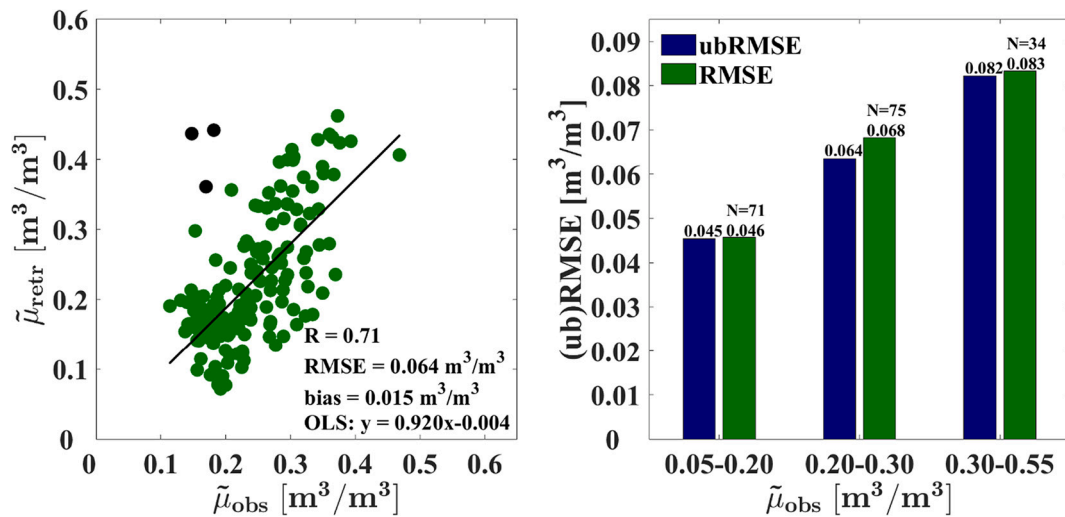 0.6
0.5
0.4
0.3
0.2
0.1
0
μ̃retr [m³/m³]
R = 0.71
RMSE = 0.064 m³/m³
bias = 0.015 m³/m³
OLS: y = 0.920x-0.004
0 0.1 0.2 0.3 0.4 0.5 0.6
μ̃obs [m³/m³]
0.09
0.08
0.07
0.06
0.05
0.04
0.03
0.02
0.01
0
(ub)RMSE [m³/m³]
ubRMSE
RMSE
N=71
0.045 0.046
N=75
0.064 0.068
N=34
0.082 0.083
0.05-0.20 0.20-0.30 0.30-0.55
μ̃obs [m³/m³]